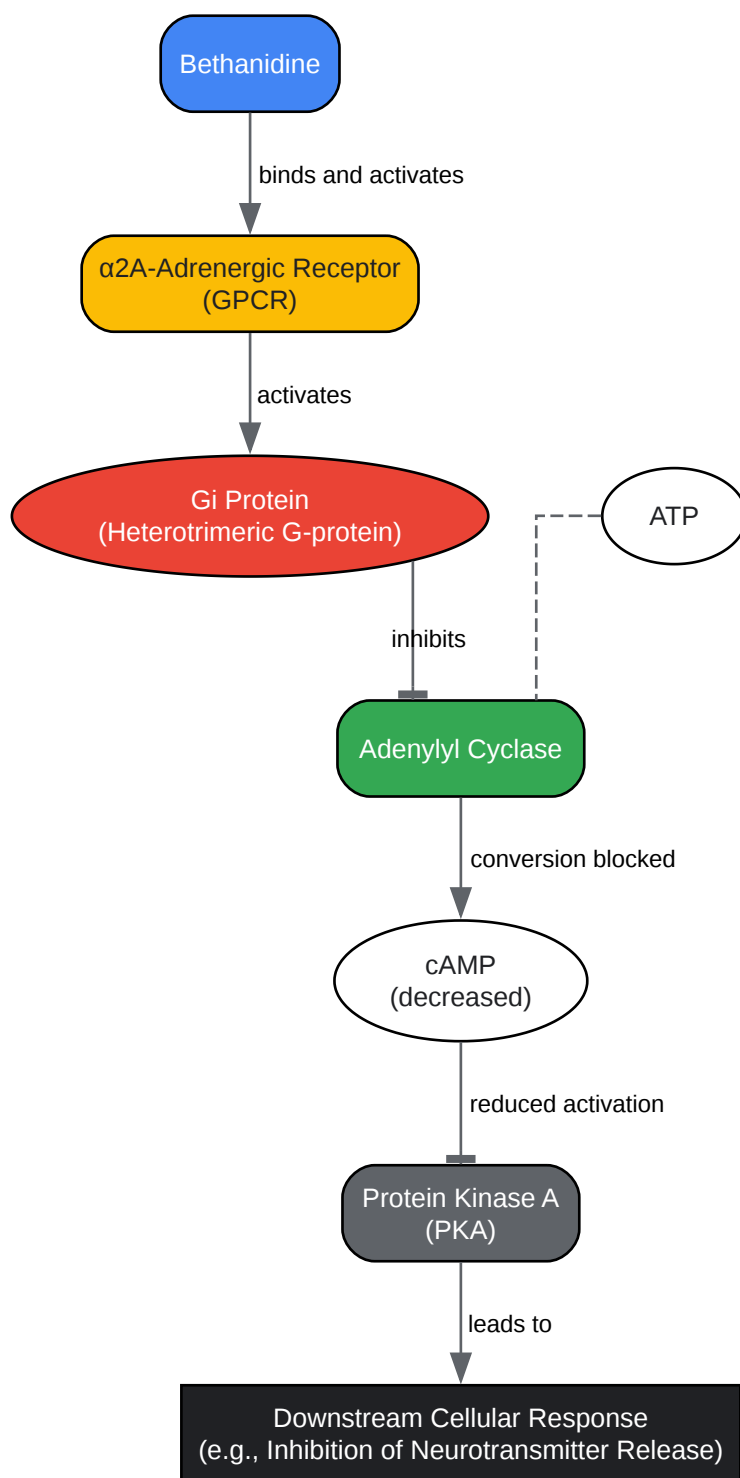 Bethanidine
binds and activates
α2A-Adrenergic Receptor
(GPCR)
activates
Gi Protein
(Heterotrimeric G-protein)
ATP
inhibits
Adenylyl Cyclase
conversion blocked
cAMP
(decreased)
reduced activation
Protein Kinase A
(PKA)
leads to
Downstream Cellular Response
(e.g., Inhibition of Neurotransmitter Release)